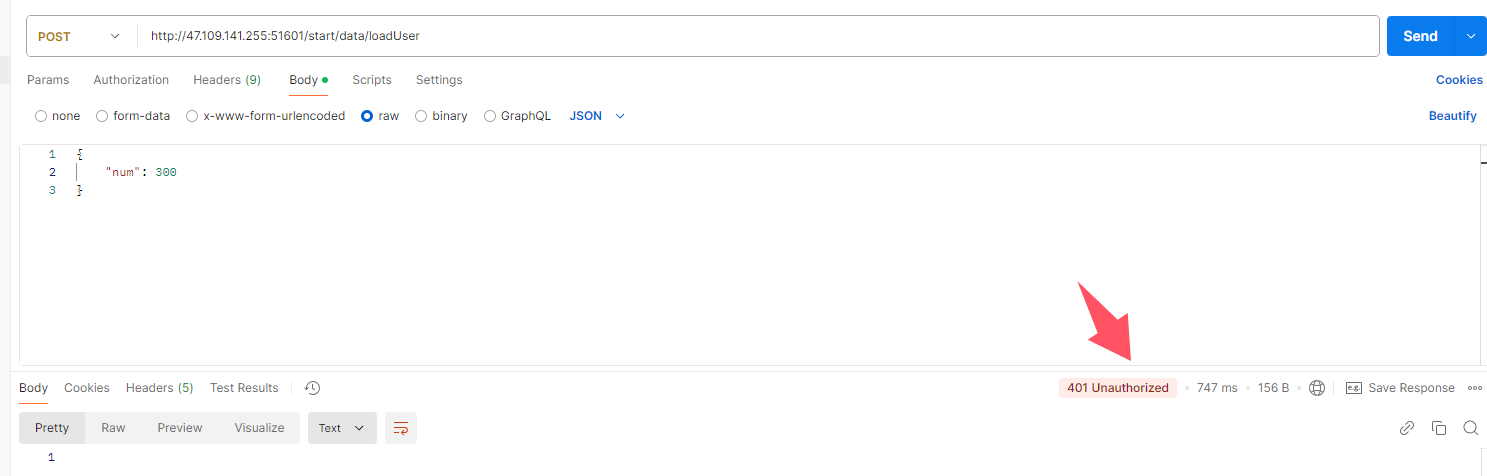 POST http://47.109.141.255:51601/start/data/loadUser Send
Params Authorization Headers (9) Body Scripts Settings Cookies
none form-data x-www-form-urlencoded raw binary GraphQL JSON Beautify
1 {
2 "num": 300
3 }
Body Cookies Headers (5) Test Results 401 Unauthorized 747 ms 156 B e.g. Save Response
Pretty Raw Preview Visualize Text
1